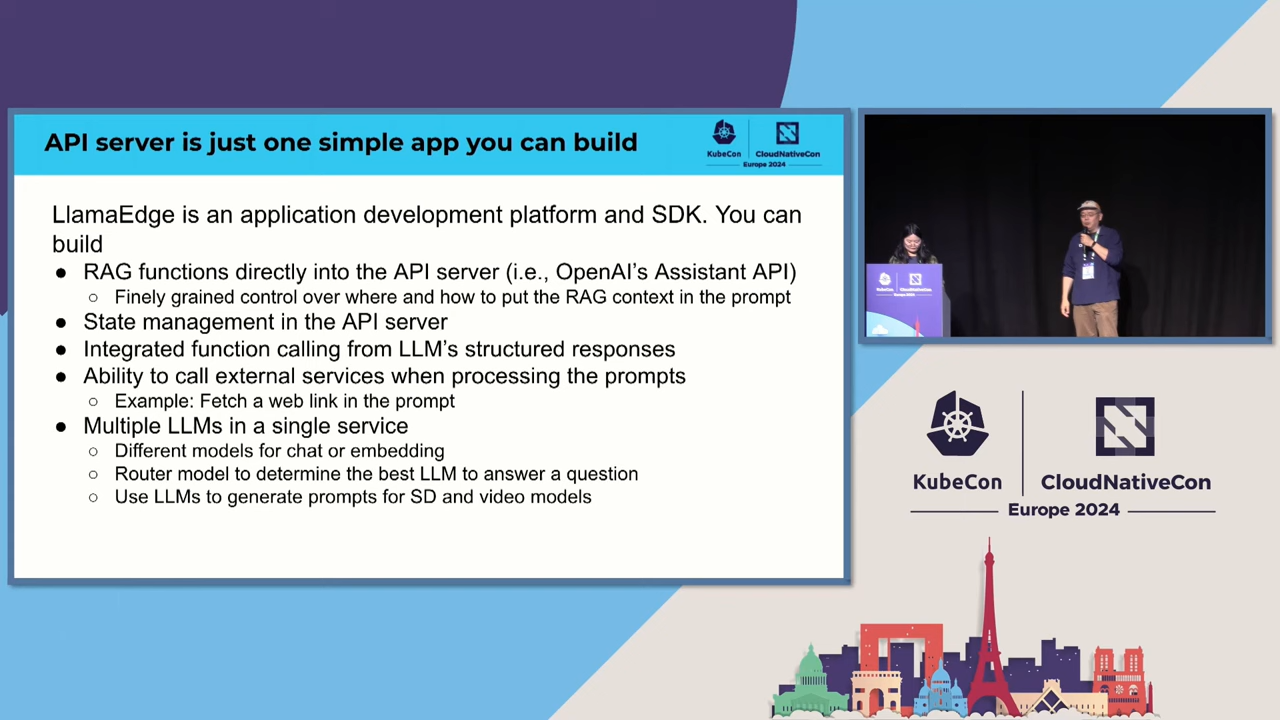 API server is just one simple app you can build
KubeCon
CloudNativeCon
Europe 2024
LlamaEdge is an application development platform and SDK. You can
build
● RAG functions directly into the API server (i.e., OpenAI's Assistant API)
○ Finely grained control over where and how to put the RAG context in the prompt
● State management in the API server
● Integrated function calling from LLM's structured responses
● Ability to call external services when processing the prompts
○ Example: Fetch a web link in the prompt
● Multiple LLMs in a single service
○ Different models for chat or embedding
○ Router model to determine the best LLM to answer a question
○ Use LLMs to generate prompts for SD and video models
KubeCon
CloudNativeCon
Europe 2024